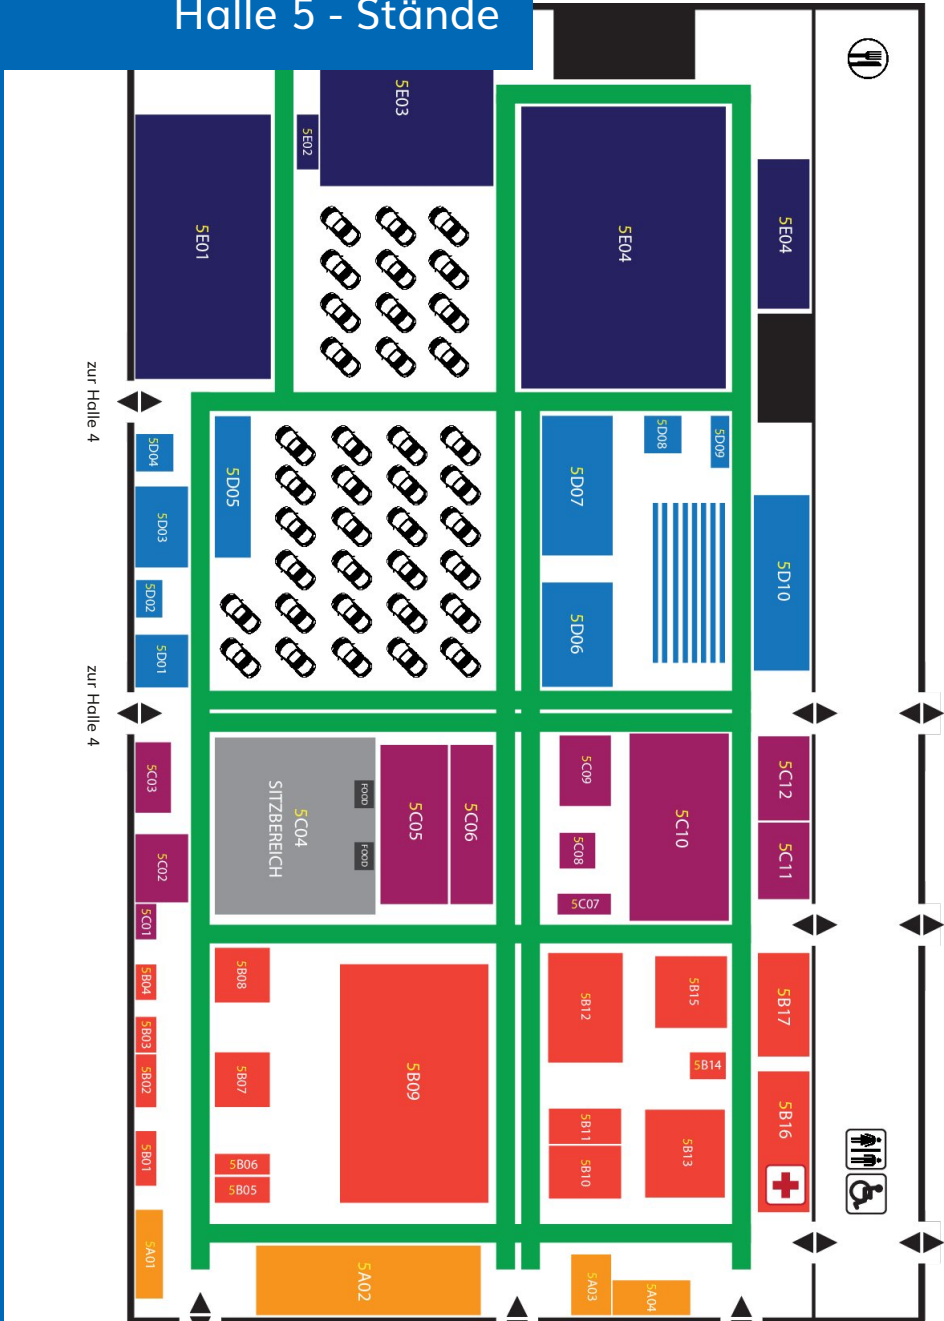 Halle 5 - Stände
5E03
5E02
5E01
5E04
5E04
zur Halle 4
5D04
5D05
5D03
5D02
5D01
5D07
5D08
5D09
5D06
5D10
zur Halle 4
5C03
5C02
5C01
5C04
SITZBEREICH
FOOD
FOOD
5C05
5C06
5C09
5C08
5C07
5C10
5C12
5C11
5B04
5B03
5B02
5B01
5B08
5B07
5B06
5B05
5B09
5B12
5B15
5B14
5B11
5B10
5B13
5B17
5B16
5A01
5A02
5A03
5A04